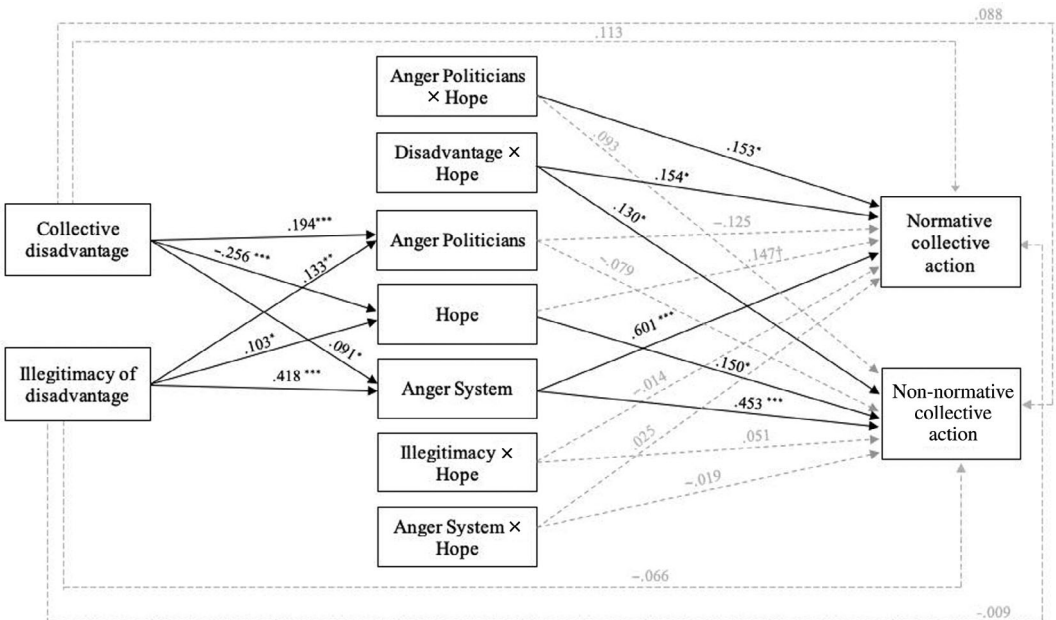 .088
.113
Anger Politicians
× Hope
.093
.153*
Disadvantage ×
Hope
.154*
.130*
Collective
disadvantage
.194***
Anger Politicians
−.125
Normative
collective
action
−.256 ***
.133**
−.079
.147†
Hope
.103*
.091*
.601 ***
.150*
Illegitimacy of
disadvantage
.418 ***
Anger System
−.014
.453 ***
Non-normative
collective
action
.025
.051
Illegitimacy ×
Hope
−.019
Anger System ×
Hope
−.066
-.009